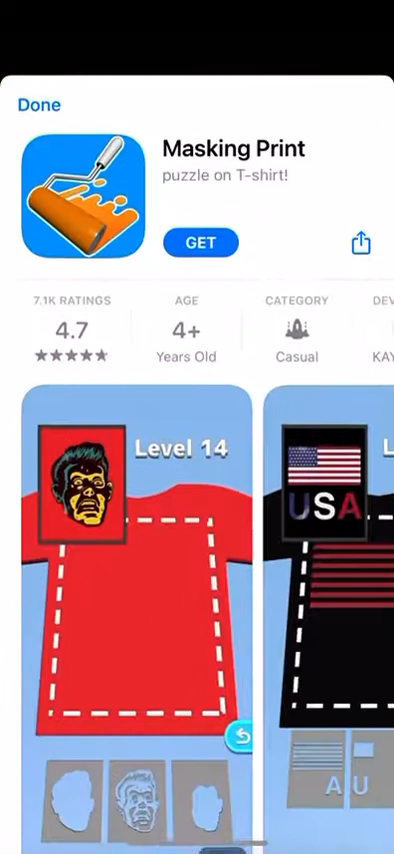 Done
Masking Print
puzzle on T-shirt!
GET
7.1K RATINGS
AGE
CATEGORY
DEV
4.7
4+
Years Old
Casual
KAY
Level 14
L
USA
A U